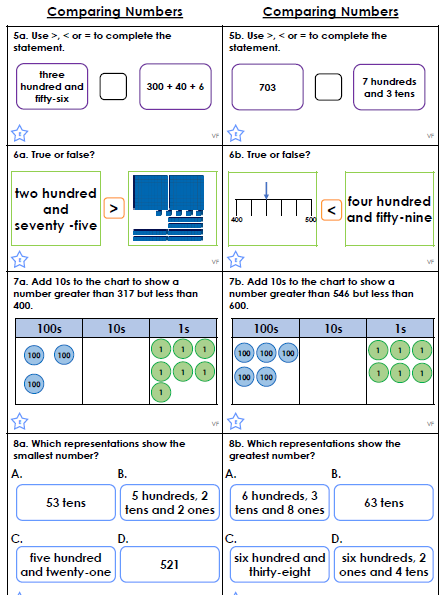 Comparing Numbers
5a. Use >, < or = to complete the
statement.
three
hundred and
fifty-six
300 + 40 + 6
E
VF
6a. True or false?
two hundred
and
seventy -five
>
E
VF
7a. Add 10s to the chart to show a
number greater than 317 but less than
400.
100s 10s 1s
100 100 1 1 1
100 1 1 1
1
E
VF
8a. Which representations show the
smallest number?
A. B.
53 tens
5 hundreds, 2
tens and 2 ones
C. D.
five hundred
and twenty-one
521
Comparing Numbers
5b. Use >, < or = to complete the
statement.
703
7 hundreds
and 3 tens
E
VF
6b. True or false?
400 500
<
four hundred
and fifty-nine
E
VF
7b. Add 10s to the chart to show a
number greater than 546 but less than
600.
100s 10s 1s
100 100 100 1 1 1
100 100 1 1 1
E
VF
8b. Which representations show the
greatest number?
A. B.
6 hundreds, 3
tens and 8 ones
63 tens
C. D.
six hundred and
thirty-eight
six hundreds, 2
ones and 4 tens